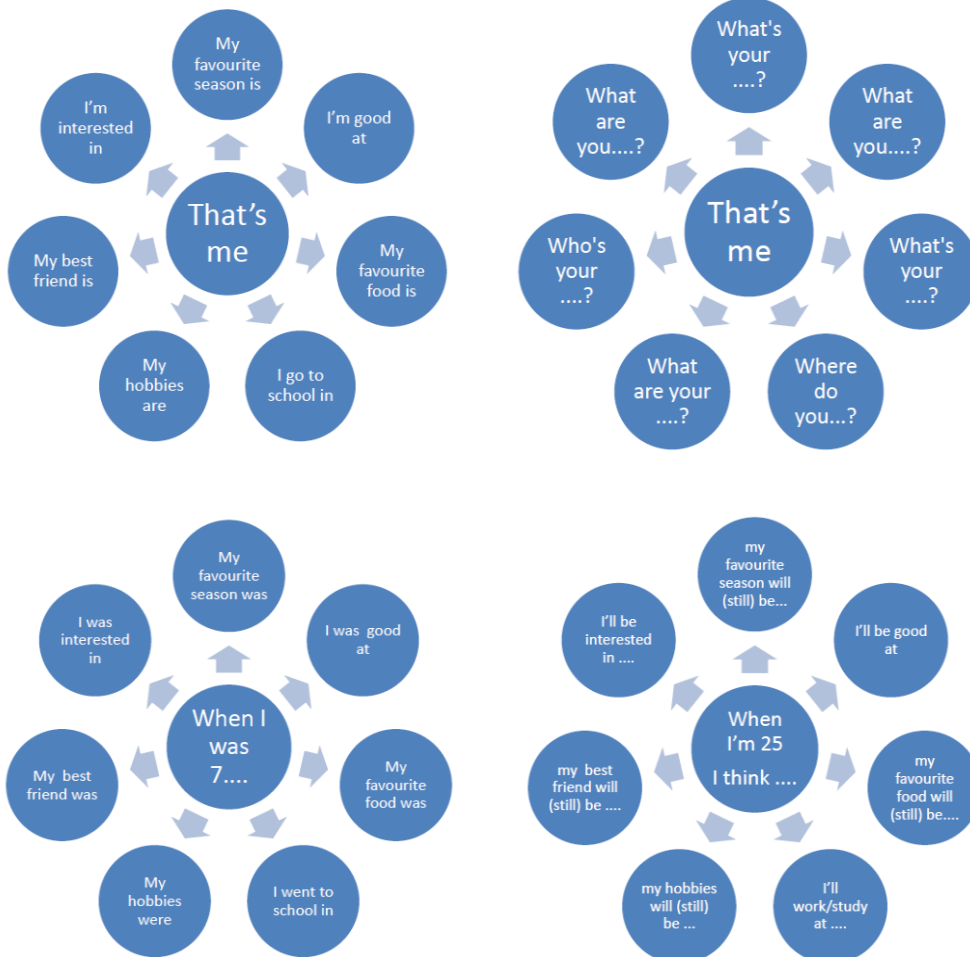 My
favourite
season is
I'm good
at
My
favourite
food is
I go to
school in
My
hobbies
are
My best
friend is
I'm
interested
in
That's
me
What's
your
....?
What
are
you....?
What's
your
....?
Where
do
you...?
What
are your
....?
Who's
your
....?
What
are
you....?
That's
me
My
favourite
season was
I was good
at
My
favourite
food was
I went to
school in
My
hobbies
were
My best
friend was
I was
interested
in
When I
was
7....
my
favourite
season will
(still) be...
I'll be good
at
my
favourite
food will
(still) be....
I'll
work/study
at ....
my hobbies
will (still)
be ...
my best
friend will
(still) be ....
I'll be
interested
in ....
When
I'm 25
I think ....